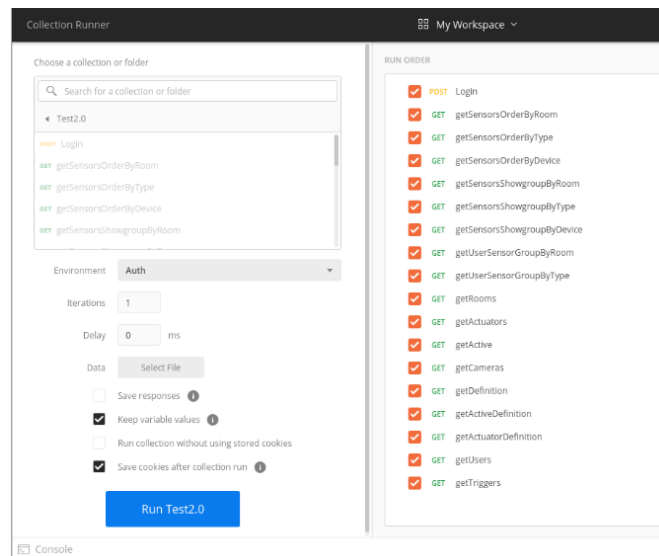 Collection Runner
My Workspace
Choose a collection or folder
Search for a collection or folder
Test2.0
POST Login
GET getSensorsOrderByRoom
GET getSensorsOrderByType
GET getSensorsOrderByDevice
GET getSensorsShowgroupByRoom
Environment Auth
Iterations 1
Delay 0 ms
Data Select File
Save responses
Keep variable values
Run collection without using stored cookies
Save cookies after collection run
Run Test2.0
RUN ORDER
POST Login
GET getSensorsOrderByRoom
GET getSensorsOrderByType
GET getSensorsOrderByDevice
GET getSensorsShowgroupByRoom
GET getSensorsShowgroupByType
GET getSensorsShowgroupByDevice
GET getUserSensorGroupByRoom
GET getUserSensorGroupByType
GET getRooms
GET getActuators
GET getActive
GET getCameras
GET getDefinition
GET getActiveDefinition
GET getActuatorDefinition
GET getUsers
GET getTriggers
Console